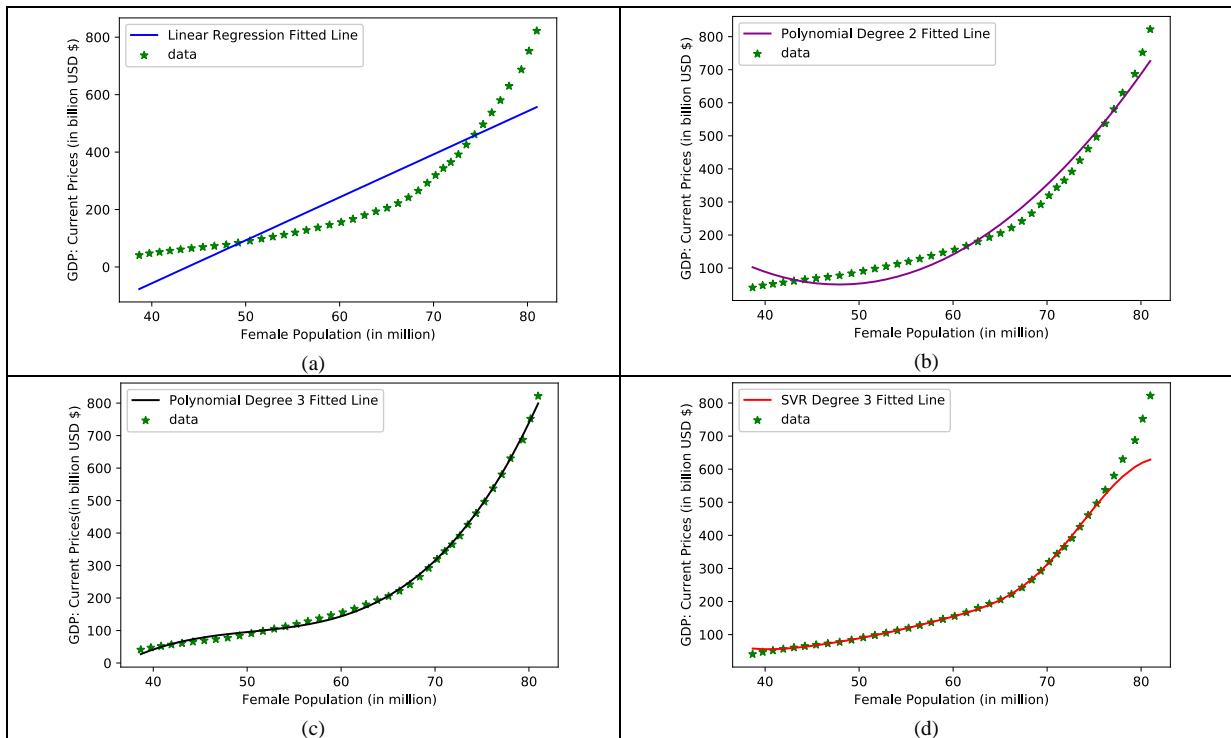 Linear Regression Fitted Line
data
800
600
400
200
0
GDP: Current Prices (in billion USD $)
40 50 60 70 80
Female Population (in million)
(a)
Polynomial Degree 2 Fitted Line
data
800
700
600
500
400
300
200
100
GDP: Current Prices (in billion USD $)
40 50 60 70 80
Female Population (in million)
(b)
Polynomial Degree 3 Fitted Line
data
800
700
600
500
400
300
200
100
0
GDP: Current Prices(in billion USD $)
40 50 60 70 80
Female Population (in million)
(c)
SVR Degree 3 Fitted Line
data
800
700
600
500
400
300
200
100
GDP: Current Prices (in billion USD $)
40 50 60 70 80
Female Population (in million)
(d)